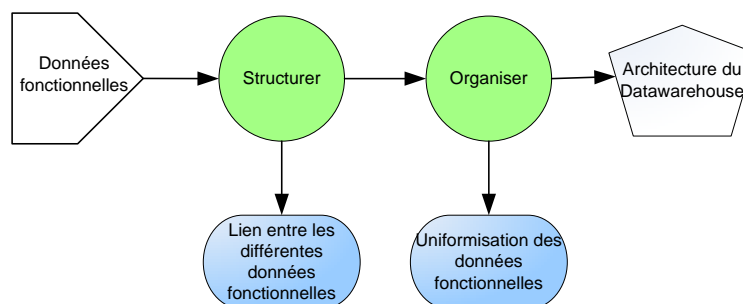 Données
fonctionnelles
Structurer
Organiser
Architecture du
Datawarehouse
Lien entre les
différentes
données
fonctionnelles
Uniformisation des
données
fonctionnelles